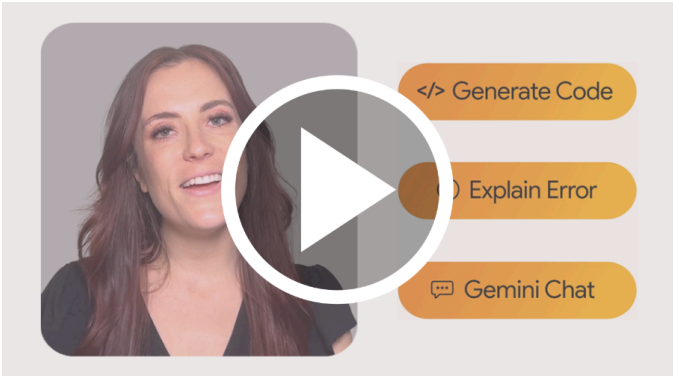 </> Generate Code
Explain Error
Gemini Chat